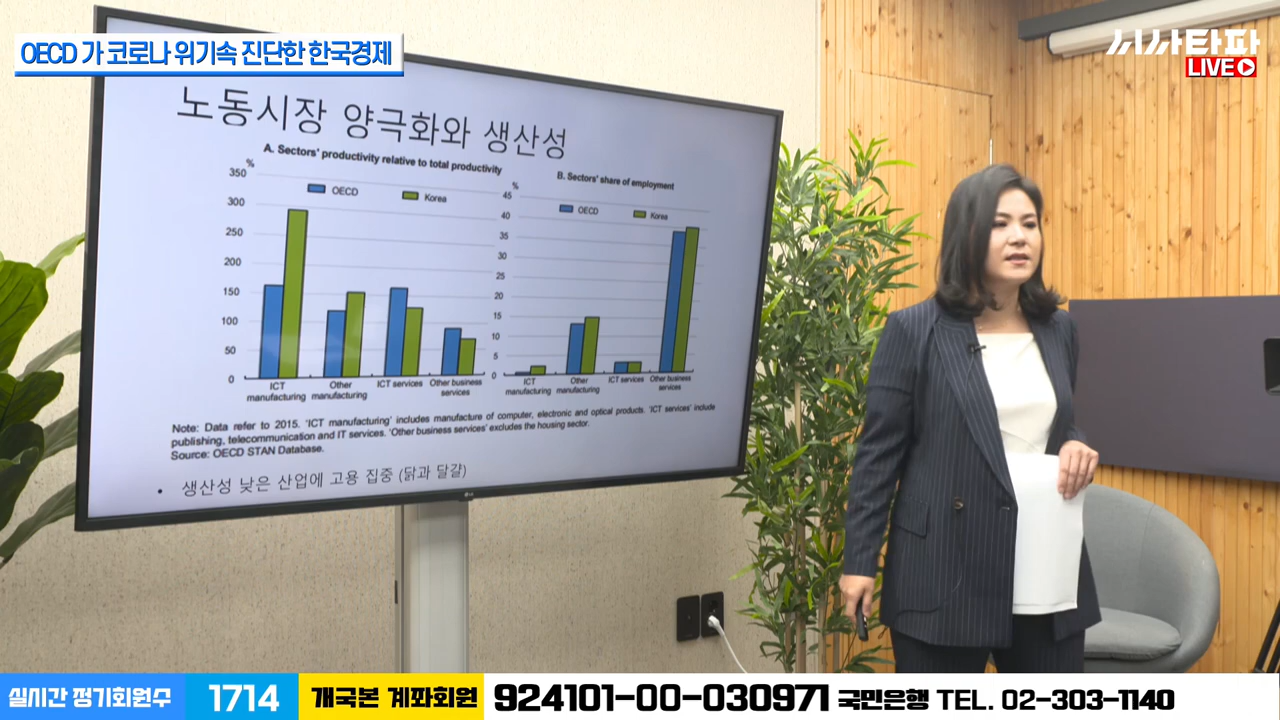 OECD 가 코로나 위기속 진단한 한국경제
시사타파
LIVE
노동시장 양극화와 생산성
A. Sectors' productivity relative to total productivity
%
350
300
250
200
150
100
50
0
OECD
Korea
ICT manufacturing
Other manufacturing
ICT services
Other business services
B. Sectors' share of employment
%
45
40
35
30
25
20
15
10
5
0
OECD
Korea
ICT manufacturing
Other manufacturing
ICT services
Other business services
Note: Data refer to 2015. 'ICT manufacturing' includes manufacture of computer, electronic and optical products. 'ICT services' include
publishing, telecommunication and IT services. 'Other business services' excludes the housing sector.
Source: OECD STAN Database.
• 생산성 낮은 산업에 고용 집중 (닭과 달걀)
LG
실시간 정기회원수 1714 개국본 계좌회원 924101-00-030971 국민은행 TEL. 02-303-1140